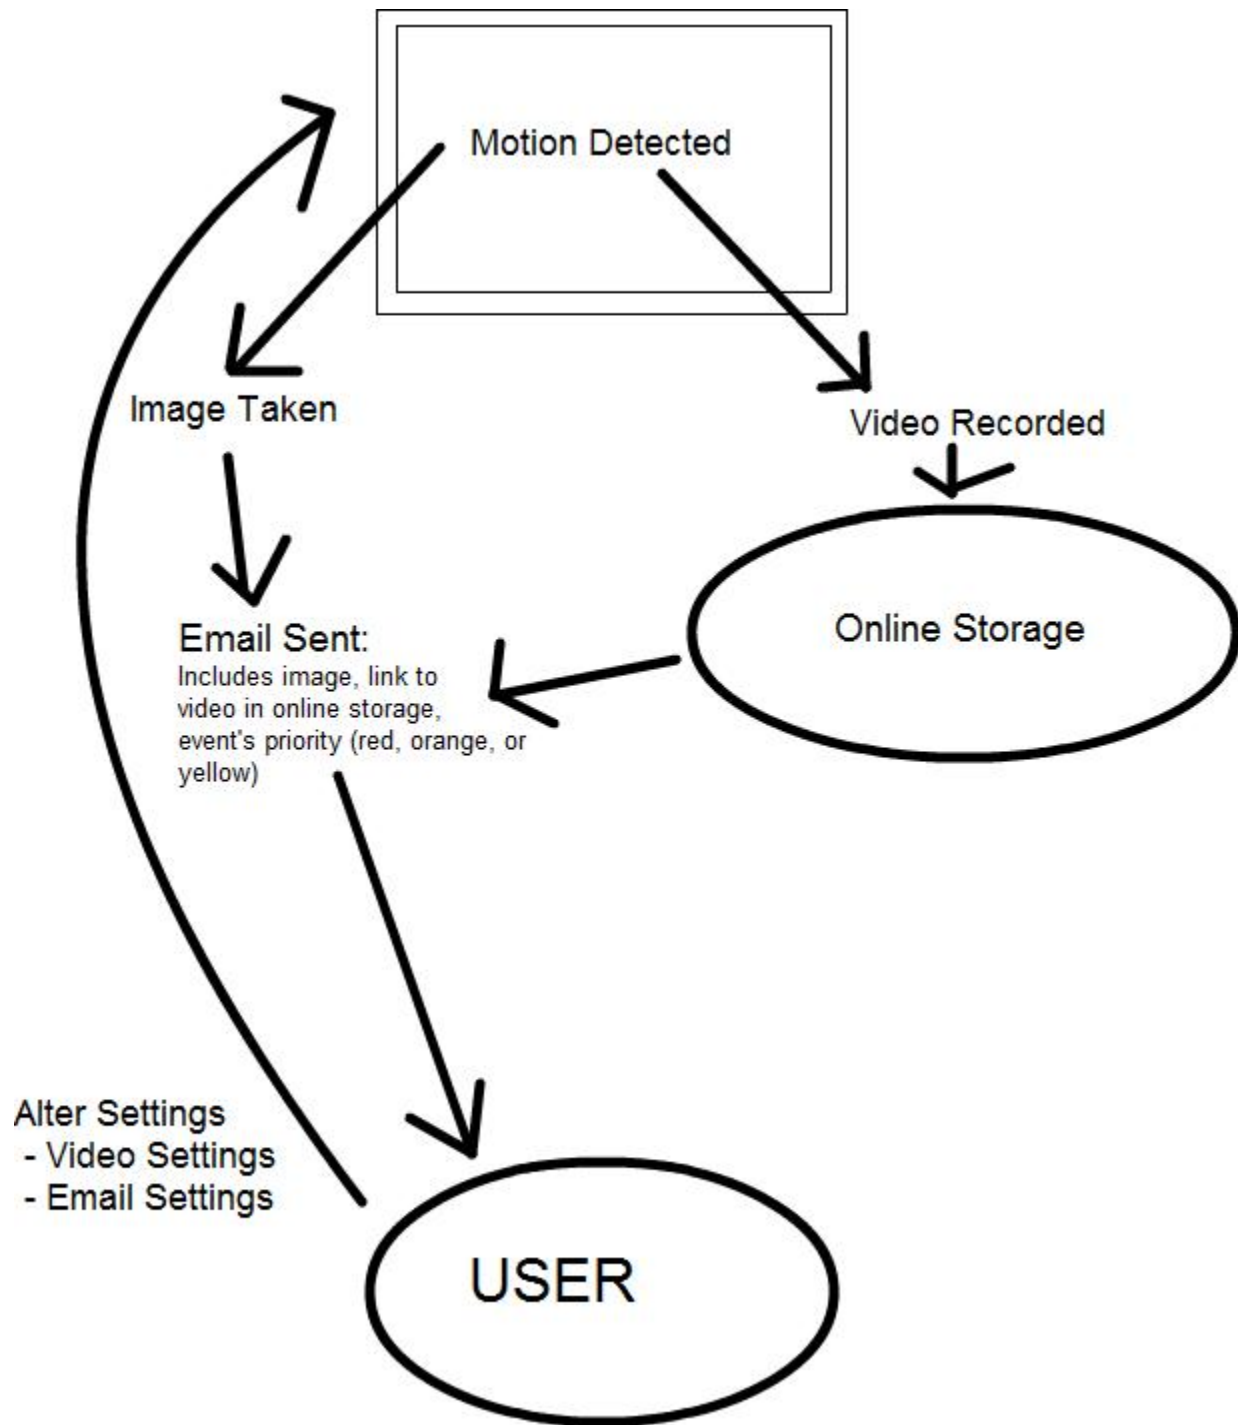 Motion Detected
Image Taken
Video Recorded
Email Sent:
Includes image, link to
video in online storage,
event's priority (red, orange, or
yellow)
Online Storage
Alter Settings
- Video Settings
- Email Settings
USER